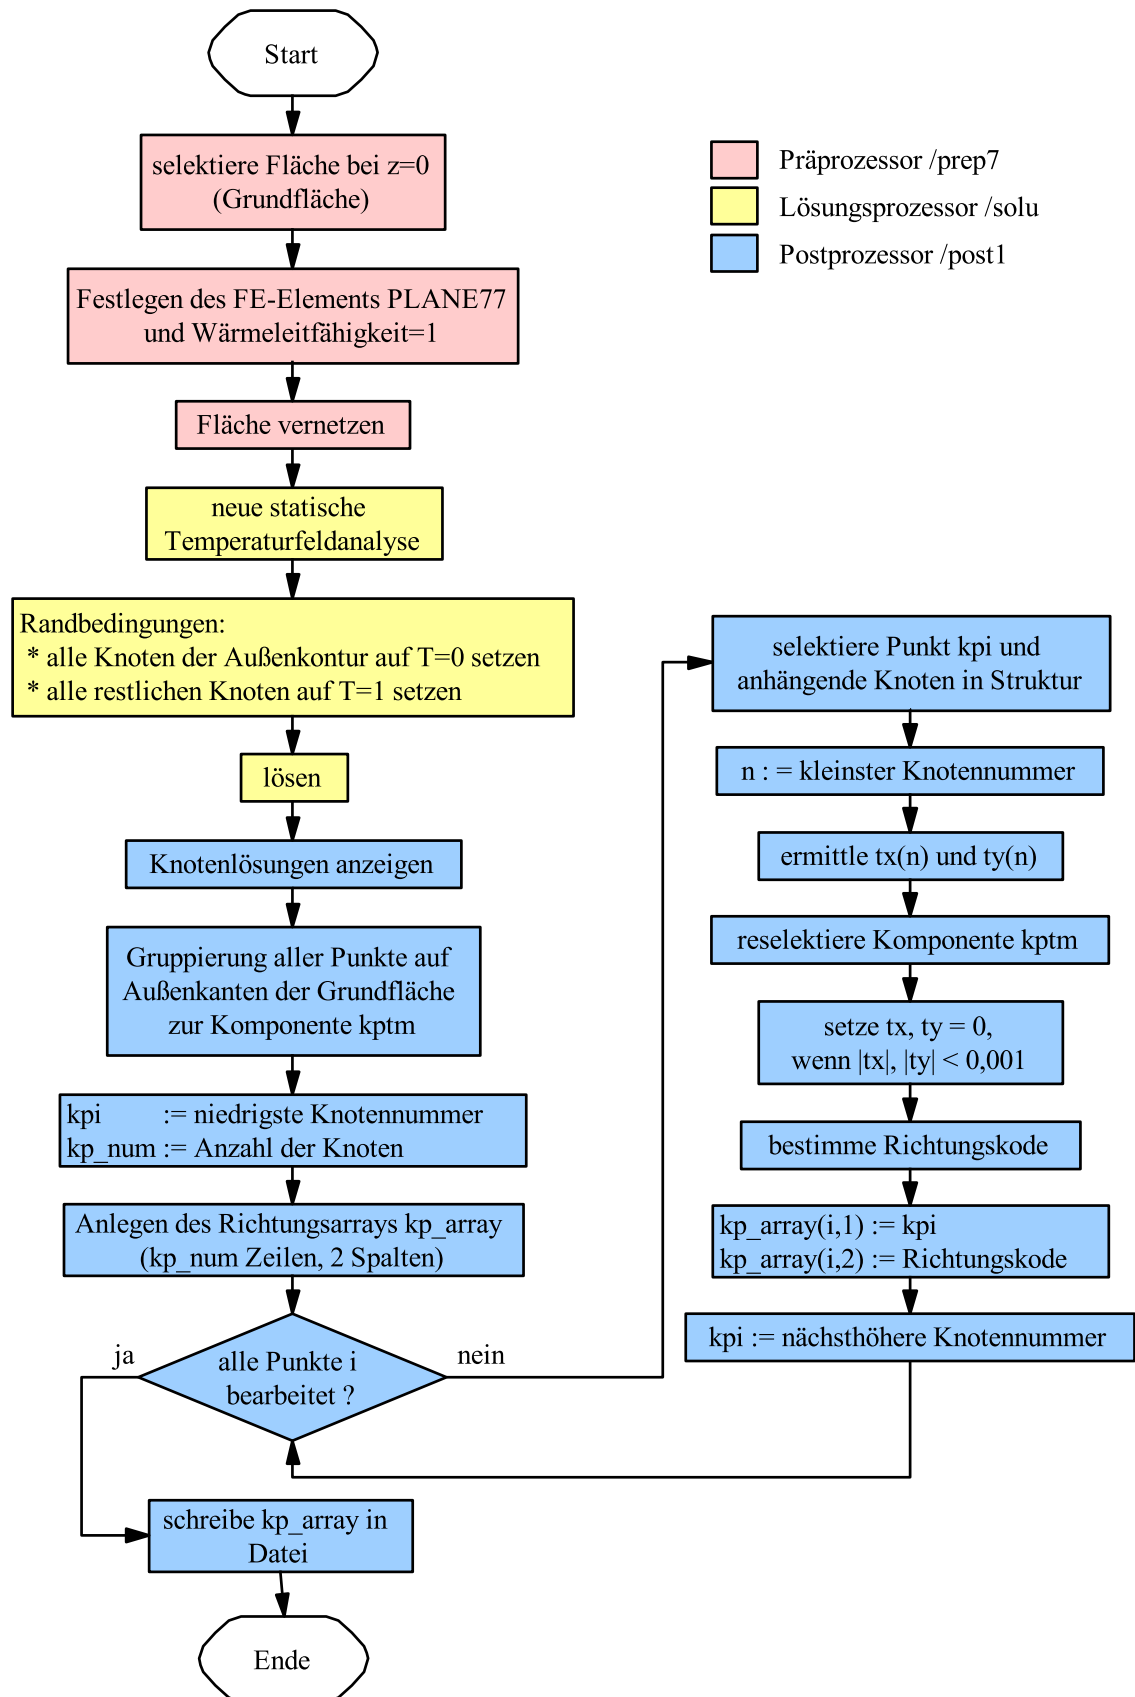 Start
selektiere Fläche bei z=0
(Grundfläche)
Festlegen des FE-Elements PLANE77
und Wärmeleitfähigkeit=1
Fläche vernetzen
neue statische
Temperaturfeldanalyse
Randbedingungen:
* alle Knoten der Außenkontur auf T=0 setzen
* alle restlichen Knoten auf T=1 setzen
lösen
Knotenlösungen anzeigen
Gruppierung aller Punkte auf
Außenkanten der Grundfläche
zur Komponente kptm
kpi := niedrigste Knotennummer
kp_num := Anzahl der Knoten
Anlegen des Richtungsarrays kp_array
(kp_num Zeilen, 2 Spalten)
ja
alle Punkte i
bearbeitet ?
nein
schreibe kp_array in
Datei
Ende
Präprozessor /prep7
Lösungsprozessor /solu
Postprozessor /post1
selektiere Punkt kpi und
anhängende Knoten in Struktur
n : = kleinster Knotennummer
ermittle tx(n) und ty(n)
reselektiere Komponente kptm
setze tx, ty = 0,
wenn |tx|, |ty| < 0,001
bestimme Richtungskode
kp_array(i,1) := kpi
kp_array(i,2) := Richtungskode
kpi := nächsthöhere Knotennummer